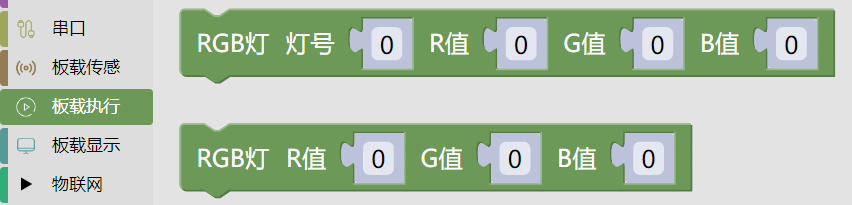 串口
板载传感
板载执行
板载显示
物联网
RGB灯 灯号 0 R值 0 G值 0 B值 0
RGB灯 R值 0 G值 0 B值 0